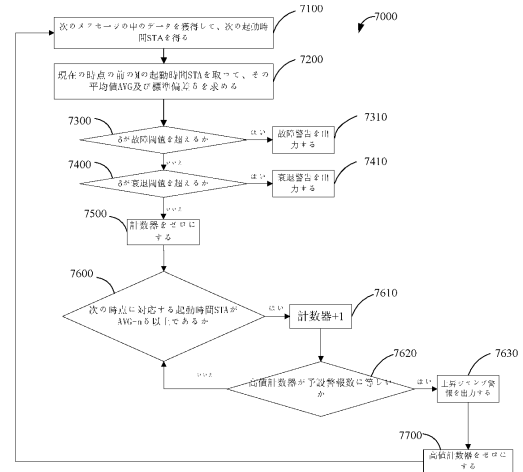 7100
7000
次のメッセージの中のデータを獲得して、次の起動時
間STAを得る
7200
現在の時点の前のMの起動時間STAを取って、その
平均値AVG及び標準偏差δを求める
7300
δが故障閾値を超えるか
はい
故障警告を出
力する
7310
いいえ
7400
δが衰退閾値を超えるか
はい
衰退警告を出
力する
7410
いいえ
7500
計数器をゼロに
する
7600
次の時点に対応する起動時間STAが
AVG-nδ以上であるか
はい
計数器+1
7610
7620
高値計数器が予設警報数に等しい
か
いいえ
はい
7630
上昇ジャンプ警
報を出力する
7700
高値計数器をゼロに
する